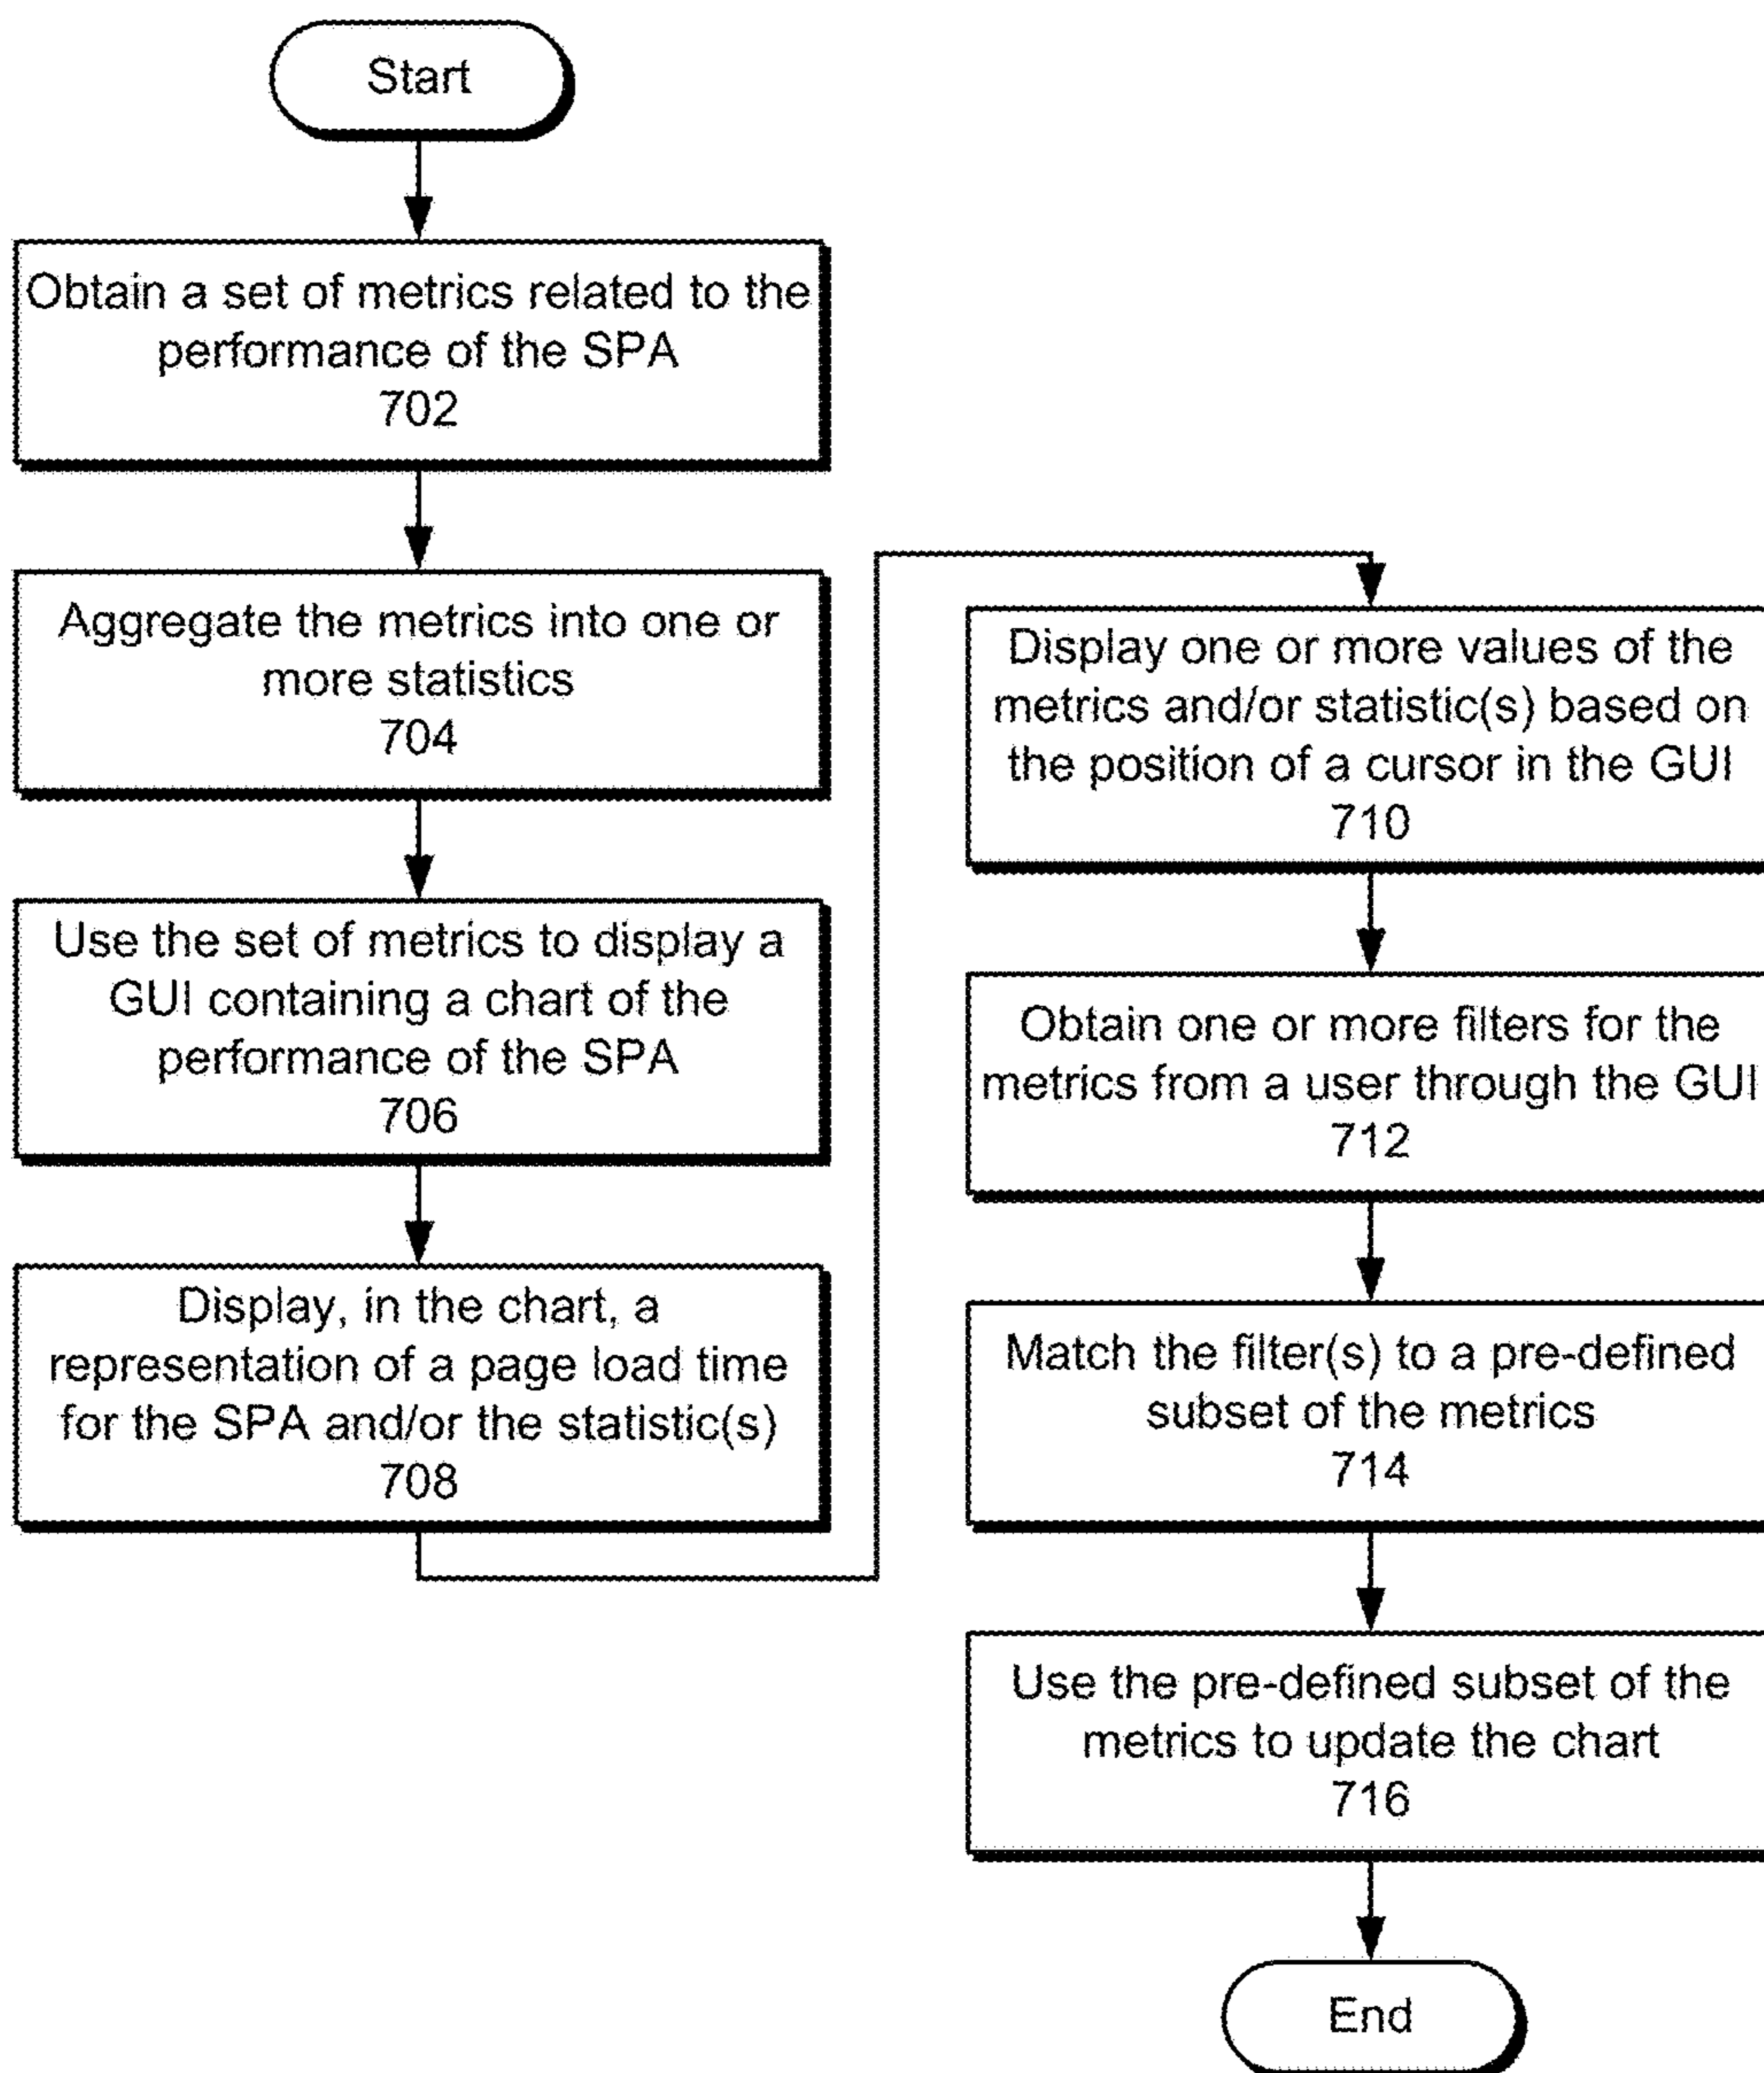 Start
Obtain a set of metrics related to the
performance of the SPA
702
Aggregate the metrics into one or
more statistics
704
Use the set of metrics to display a
GUI containing a chart of the
performance of the SPA
706
Display, in the chart, a
representation of a page load time
for the SPA and/or the statistic(s)
708
Display one or more values of the
metrics and/or statistic(s) based on
the position of a cursor in the GUI
710
Obtain one or more filters for the
metrics from a user through the GUI
712
Match the filter(s) to a pre-defined
subset of the metrics
714
Use the pre-defined subset of the
metrics to update the chart
716
End